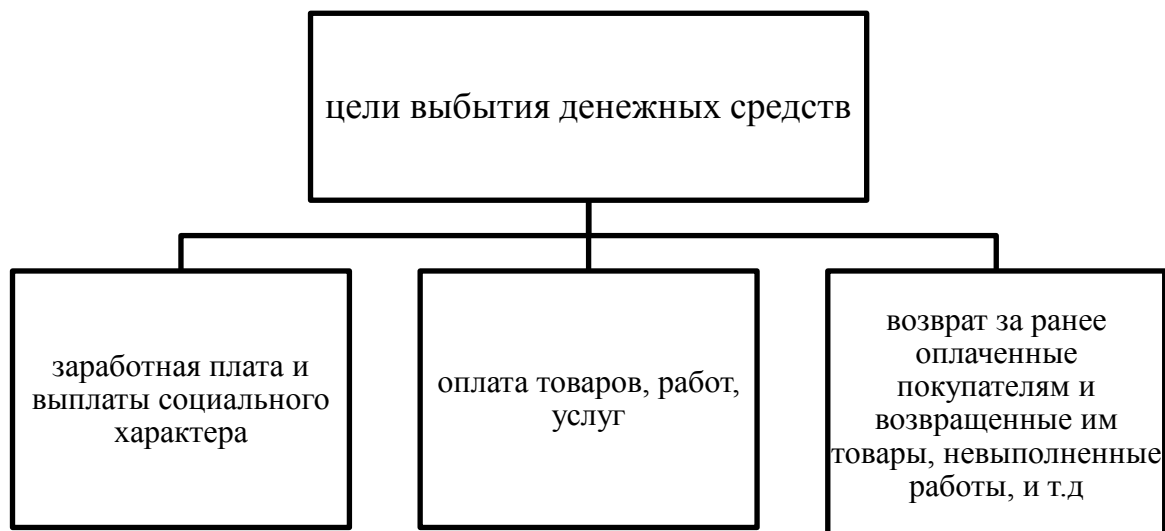 цели выбытия денежных средств
заработная плата и
выплаты социального
характера
оплата товаров, работ,
услуг
возврат за ранее
оплаченные
покупателям и
возвращенные им
товары, невыполненные
работы, и т.д